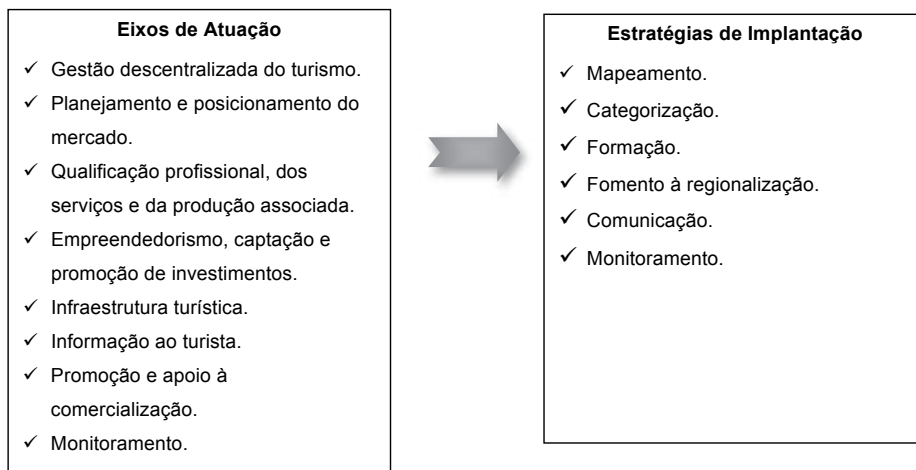 Eixos de Atuação
✓ Gestão descentralizada do turismo.
✓ Planejamento e posicionamento do
mercado.
✓ Qualificação profissional, dos
serviços e da produção associada.
✓ Empreendedorismo, captação e
promoção de investimentos.
✓ Infraestrutura turística.
✓ Informação ao turista.
✓ Promoção e apoio à
comercialização.
✓ Monitoramento.
Estratégias de Implantação
✓ Mapeamento.
✓ Categorização.
✓ Formação.
✓ Fomento à regionalização.
✓ Comunicação.
✓ Monitoramento.